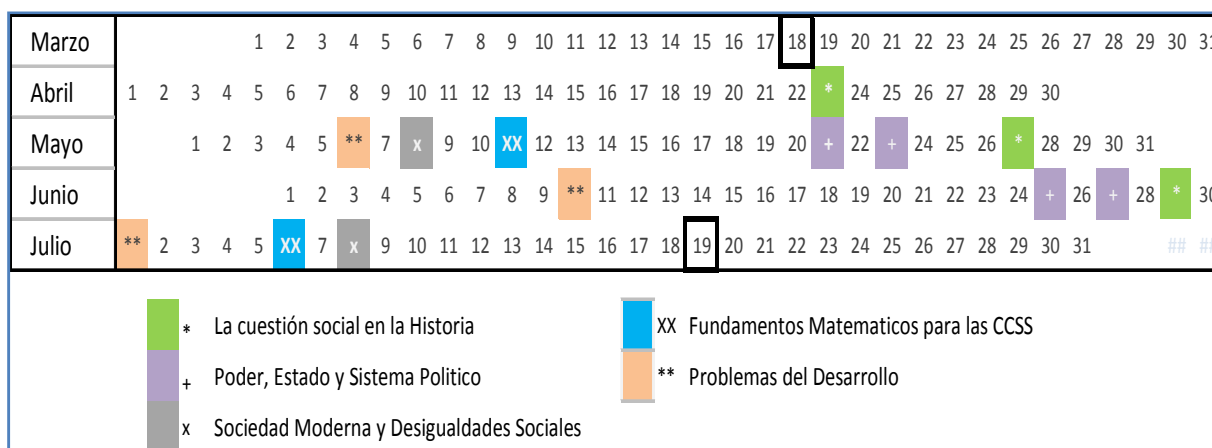 Marzo 1 2 3 4 5 6 7 8 9 10 11 12 13 14 15 16 17 18 19 20 21 22 23 24 25 26 27 28 29 30 31
Abril 1 2 3 4 5 6 7 8 9 10 11 12 13 14 15 16 17 18 19 20 21 22 * 24 25 26 27 28 29 30
Mayo 1 2 3 4 5 ** 7 x 9 10 XX 12 13 14 15 16 17 18 19 20 + 22 + 24 25 26 * 28 29 30 31
Junio 1 2 3 4 5 6 7 8 9 ** 11 12 13 14 15 16 17 18 19 20 21 22 23 24 + 26 + 28 * 30
Julio ** 2 3 4 5 XX 7 x 9 10 11 12 13 14 15 16 17 18 19 20 21 22 23 24 25 26 27 28 29 30 31 ## ##
* La cuestión social en la Historia
XX Fundamentos Matematicos para las CCSS
+ Poder, Estado y Sistema Politico
** Problemas del Desarrollo
x Sociedad Moderna y Desigualdades Sociales